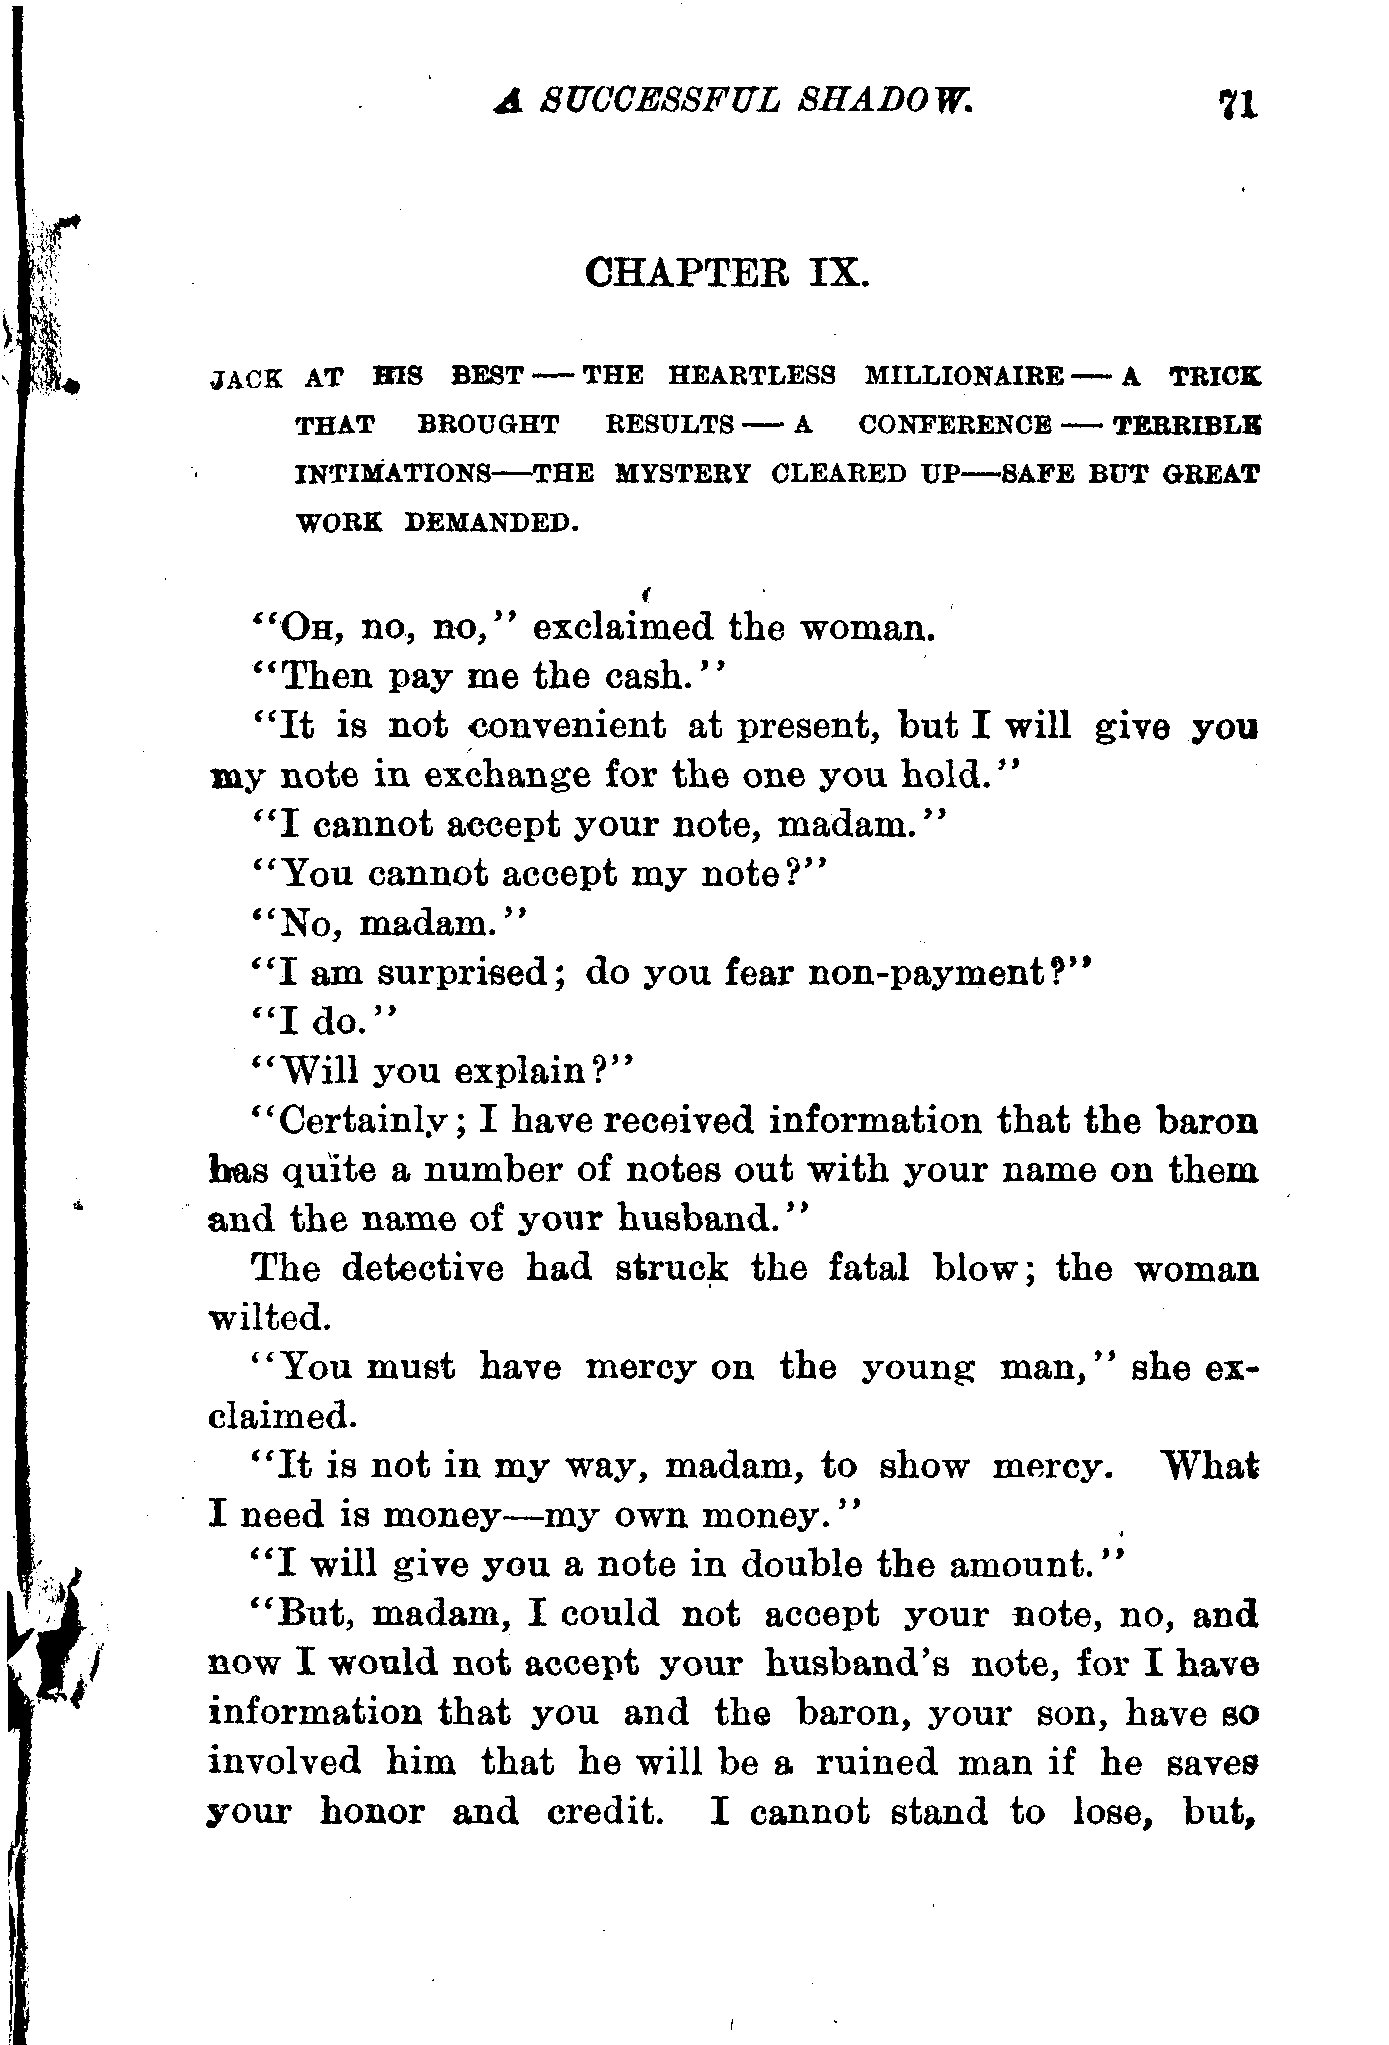 A SUCCESSFUL SHADOW. 71
CHAPTER IX.
JACK AT HIS BEST—THE HEARTLESS MILLIONAIRE—A TRICK
THAT BROUGHT RESULTS—A CONFERENCE—TERRIBLE
INTIMATIONS—THE MYSTERY CLEARED UP—SAFE BUT GREAT
WORK DEMANDED.
"OH, no, no," exclaimed the woman.
"Then pay me the cash."
"It is not convenient at present, but I will give you
my note in exchange for the one you hold."
"I cannot accept your note, madam."
"You cannot accept my note?"
"No, madam."
"I am surprised; do you fear non-payment?"
"I do."
"Will you explain?"
"Certainly; I have received information that the baron
has quite a number of notes out with your name on them
and the name of your husband."
The detective had struck the fatal blow; the woman
wilted.
"You must have mercy on the young man," she ex-
claimed.
"It is not in my way, madam, to show mercy. What
I need is money—my own money."
"I will give you a note in double the amount."
"But, madam, I could not accept your note, no, and
now I would not accept your husband's note, for I have
information that you and the baron, your son, have so
involved him that he will be a ruined man if he saves
your honor and credit. I cannot stand to lose, but,